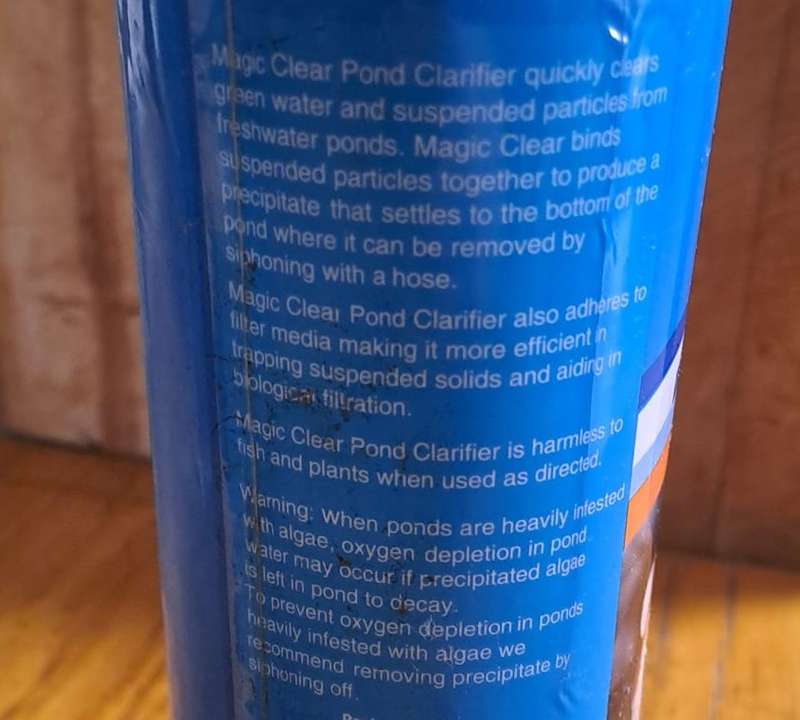 Magic Clear Pond Clarifier quickly clears
green water and suspended particles from
freshwater ponds. Magic Clear binds
suspended particles together to produce a
precipitate that settles to the bottom of the
pond where it can be removed by
siphoning with a hose.
Magic Clear Pond Clarifier also adheres to
filter media making it more efficient in
trapping suspended solids and aiding in
biological filtration.
Magic Clear Pond Clarifier is harmless to
fish and plants when used as directed.
Warning: When ponds are heavily infested
with algae, oxygen depletion in pond
water may occur if precipitated algae
is left in pond to decay.
To prevent oxygen depletion in ponds
heavily infested with algae we
recommend removing precipitate by
siphoning off.